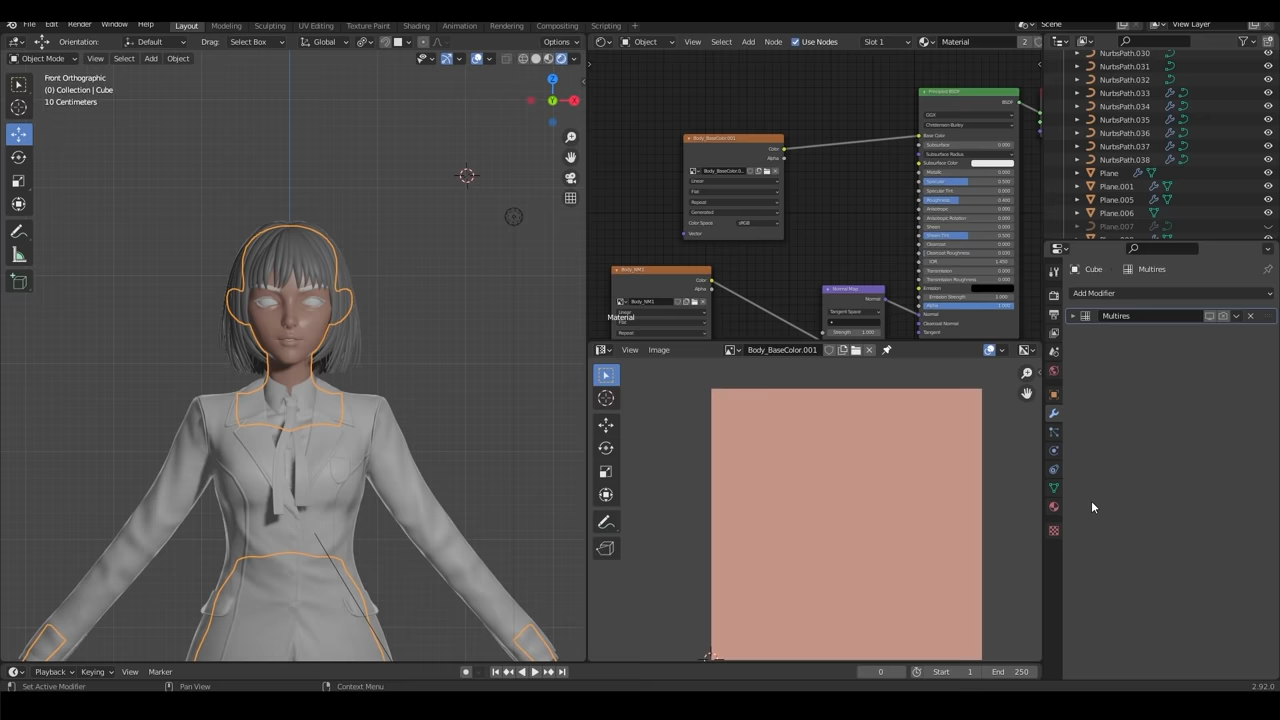 File Edit Render Window Help Layout Modeling Sculpting UV Editing Texture Paint Shading Animation Rendering Compositing Scripting Scene View Layer
Orientation: Default Drag: Select Box Global Options
Object Mode View Select Add Object
Front Orthographic
(0) Collection | Cube
10 Centimeters
Z
Y
X
Object View Select Add Node Use Nodes Slot 1 Material 2
Body_BaseColor.001
Color
Alpha
Body_BaseColor.0...
Linear
Flat
Repeat
Generated
Color Space sRGB
Vector
Body_NM1
Color
Alpha
Body_NM1
Linear
Flat
Repeat
Material
Normal Map
Normal
Tangent Space
Strength 1.000
Principled BSDF
BSDF
GGX
Christensen-Burley
Base Color
Subsurface 0.000
Subsurface Radius
Subsurface Color
Metallic 0.000
Specular 0.500
Specular Tint 0.000
Roughness 0.400
Anisotropic 0.000
Anisotropic Rotation 0.000
Sheen 0.000
Sheen Tint 0.500
Clearcoat 0.000
Clearcoat Roughness 0.030
IOR 1.450
Transmission 0.000
Transmission Roughness 0.000
Emission
Emission Strength 1.000
Alpha 1.000
Normal
Clearcoat Normal
Tangent
View Image Body_BaseColor.001
NurbsPath.030
NurbsPath.031
NurbsPath.032
NurbsPath.033
NurbsPath.034
NurbsPath.035
NurbsPath.036
NurbsPath.037
NurbsPath.038
Plane
Plane.001
Plane.005
Plane.006
Plane.007
Cube Multires
Add Modifier
Multires
Playback Keying View Marker 0 Start 1 End 250
Set Active Modifier Pan View Context Menu 2.92.0